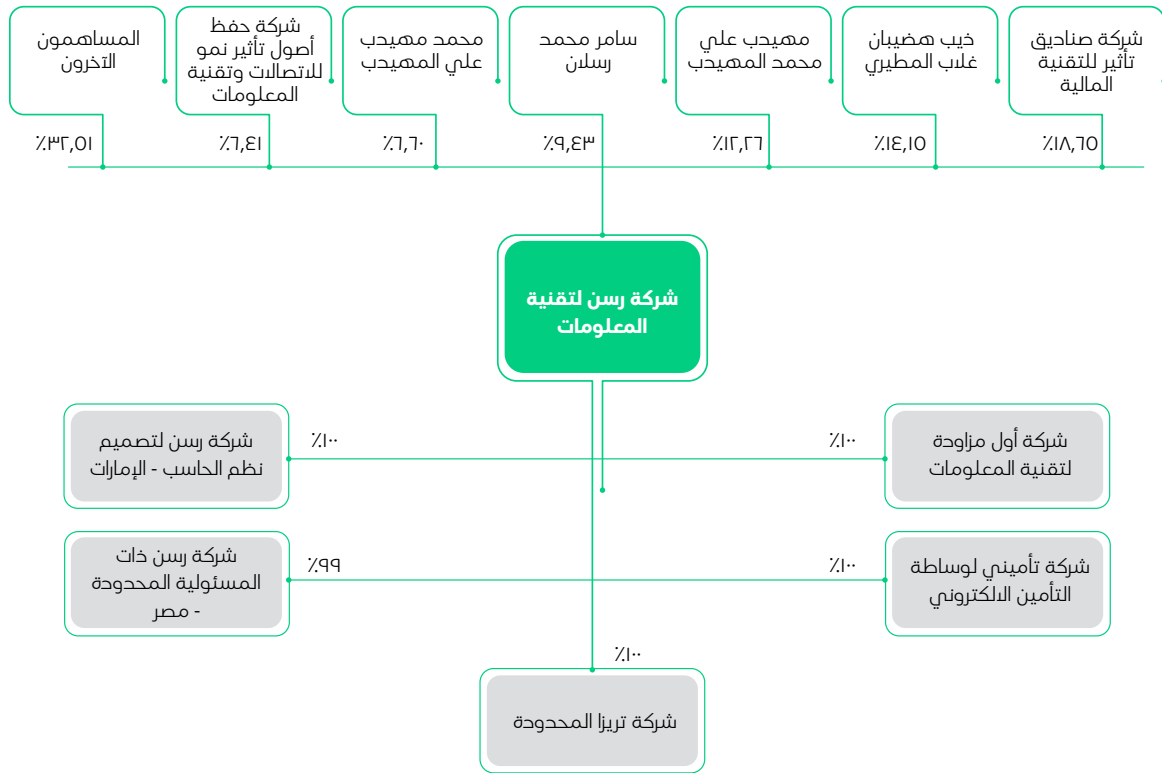 شركة صناديق
تأثير للتقنية
المالية
ذيب هضيبان
غلاب المطيري
مهيدب علي
محمد المهيدب
سامر محمد
رسلان
محمد مهيدب
علي المهيدب
شركة حفظ
أصول تأثير نمو
للاتصالات وتقنية
المعلومات
المساهمون
الآخرون
٪١٨,٦٥
٪١٤,١٥
٪١٢,٢٦
٪٩,٤٣
٪٦,٦٠
٪٦,٤١
٪٣٢,٥١
شركة رسن لتقنية
المعلومات
شركة أول مزاودة
لتقنية المعلومات
٪١٠٠
٪١٠٠
شركة رسن لتصميم
نظم الحاسب - الإمارات
شركة تأميني لوساطة
التأمين الالكتروني
٪١٠٠
٪٩٩
شركة رسن ذات
المسئولية المحدودة
- مصر
٪١٠٠
شركة تريزا المحدودة